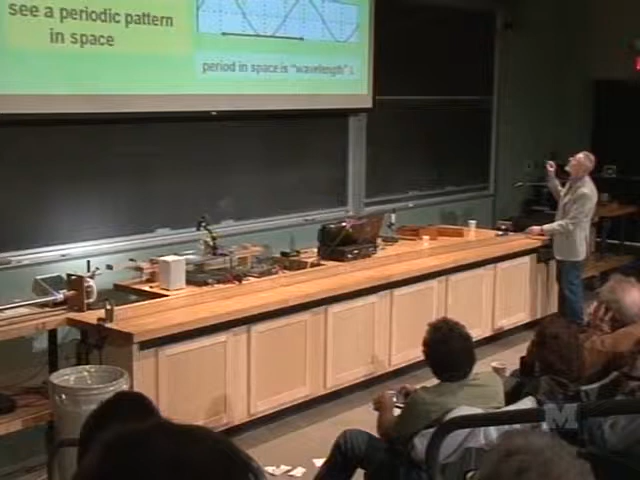 see a periodic pattern
in space
period in space is "wavelength" λ
M